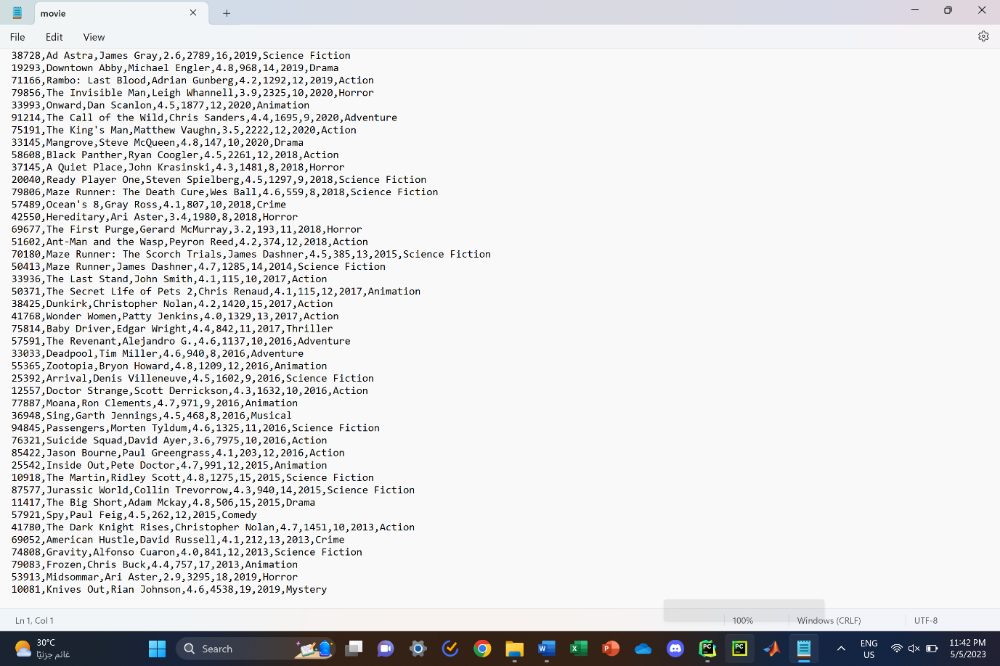 movie
File Edit View
38728,Ad Astra,James Gray,2.6,2789,16,2019,Science Fiction
19293,Downtown Abby,Michael Engler,4.8,968,14,2019,Drama
71166,Rambo: Last Blood,Adrian Gunberg,4.2,1292,12,2019,Action
79856,The Invisible Man,Leigh Whannell,3.9,2325,10,2020,Horror
33993,Onward,Dan Scanlon,4.5,1877,12,2020,Animation
91214,The Call of the Wild,Chris Sanders,4.4,1695,9,2020,Adventure
75191,The King's Man,Matthew Vaughn,3.5,2222,12,2020,Action
33145,Mangrove,Steve McQueen,4.8,147,10,2020,Drama
58608,Black Panther,Ryan Coogler,4.5,2261,12,2018,Action
37145,A Quiet Place,John Krasinski,4.3,1481,8,2018,Horror
20040,Ready Player One,Steven Spielberg,4.5,1297,9,2018,Science Fiction
79806,Maze Runner: The Death Cure,Wes Ball,4.6,559,8,2018,Science Fiction
57489,Ocean's 8,Gray Ross,4.1,807,10,2018,Crime
42550,Hereditary,Ari Aster,3.4,1980,8,2018,Horror
69677,The First Purge,Gerard McMurray,3.2,193,11,2018,Horror
51602,Ant-Man and the Wasp,Peyron Reed,4.2,374,12,2018,Action
70180,Maze Runner: The Scorch Trials,James Dashner,4.5,385,13,2015,Science Fiction
50413,Maze Runner,James Dashner,4.7,1285,14,2014,Science Fiction
33936,The Last Stand,John Smith,4.1,115,10,2017,Action
50371,The Secret Life of Pets 2,Chris Renaud,4.1,115,12,2017,Animation
38425,Dunkirk,Christopher Nolan,4.2,1420,15,2017,Action
41768,Wonder Women,Patty Jenkins,4.0,1329,13,2017,Action
75814,Baby Driver,Edgar Wright,4.4,842,11,2017,Thriller
57591,The Revenant,Alejandro G.,4.6,1137,10,2016,Adventure
33033,Deadpool,Tim Miller,4.6,940,8,2016,Adventure
55365,Zootopia,Bryon Howard,4.8,1209,12,2016,Animation
25392,Arrival,Denis Villeneuve,4.5,1602,9,2016,Science Fiction
12557,Doctor Strange,Scott Derrickson,4.3,1632,10,2016,Action
77887,Moana,Ron Clements,4.7,971,9,2016,Animation
36948,Sing,Garth Jennings,4.5,468,8,2016,Musical
94845,Passengers,Morten Tyldum,4.6,1325,11,2016,Science Fiction
76321,Suicide Squad,David Ayer,3.6,7975,10,2016,Action
85422,Jason Bourne,Paul Greengrass,4.1,203,12,2016,Action
25542,Inside Out,Pete Doctor,4.7,991,12,2015,Animation
10918,The Martin,Ridley Scott,4.8,1275,15,2015,Science Fiction
87577,Jurassic World,Collin Trevorrow,4.3,940,14,2015,Science Fiction
11417,The Big Short,Adam Mckay,4.8,506,15,2015,Drama
57921,Spy,Paul Feig,4.5,262,12,2015,Comedy
41780,The Dark Knight Rises,Christopher Nolan,4.7,1451,10,2013,Action
69052,American Hustle,David Russell,4.1,212,13,2013,Crime
74808,Gravity,Alfonso Cuaron,4.0,841,12,2013,Science Fiction
79083,Frozen,Chris Buck,4.4,757,17,2013,Animation
53913,Midsommar,Ari Aster,2.9,3295,18,2019,Horror
10081,Knives Out,Rian Johnson,4.6,4538,19,2019,Mystery
Ln 1, Col 1 100% Windows (CRLF) UTF-8
30°C
غائم جزئيًا
Search
ENG
US
11:42 PM
5/5/2023